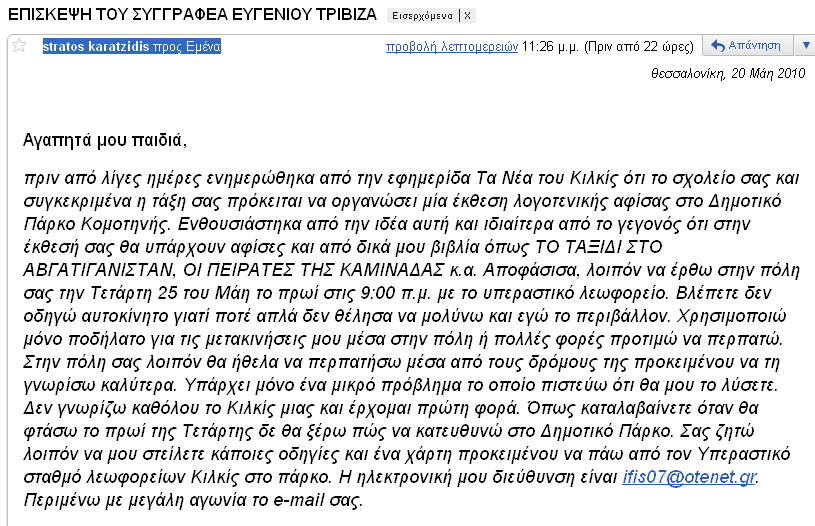 ΕΠΙΣΚΕΨΗ ΤΟΥ ΣΥΓΓΡΑΦΕΑ ΕΥΓΕΝΙΟΥ ΤΡΙΒΙΖΑ Εισερχόμενα X
stratos karatzidis προς Εμένα προβολή λεπτομερειών 11:26 μ.μ. (Πριν από 22 ώρες) Απάντηση
θεσσαλονίκη, 20 Μάη 2010
Αγαπητά μου παιδιά,
πριν από λίγες ημέρες ενημερώθηκα από την εφημερίδα Τα Νέα του Κιλκίς ότι το σχολείο σας και
συγκεκριμένα η τάξη σας πρόκειται να οργανώσει μία έκθεση λογοτενικής αφίσας στο Δημοτικό
Πάρκο Κομοτηνής. Ενθουσιάστηκα από την ιδέα αυτή και ιδιαίτερα από το γεγονός ότι στην
έκθεσή σας θα υπάρχουν αφίσες και από δικά μου βιβλία όπως ΤΟ ΤΑΞΙΔΙ ΣΤΟ
ΑΒΓΑΤΙΓΑΝΙΣΤΑΝ, ΟΙ ΠΕΙΡΑΤΕΣ ΤΗΣ ΚΑΜΙΝΑΔΑΣ κ.α. Αποφάσισα, λοιπόν να έρθω στην πόλη
σας την Τετάρτη 25 του Μάη το πρωί στις 9:00 π.μ. με το υπεραστικό λεωφορείο. Βλέπετε δεν
οδηγώ αυτοκίνητο γιατί ποτέ απλά δεν θέλησα να μολύνω και εγώ το περιβάλλον. Χρησιμοποιώ
μόνο ποδήλατο για τις μετακινήσεις μου μέσα στην πόλη ή πολλές φορές προτιμώ να περπατώ.
Στην πόλη σας λοιπόν θα ήθελα να περπατήσω μέσα από τους δρόμους της προκειμένου να τη
γνωρίσω καλύτερα. Υπάρχει μόνο ένα μικρό πρόβλημα το οποίο πιστεύω ότι θα μου το λύσετε.
Δεν γνωρίζω καθόλου το Κιλκίς μιας και έρχομαι πρώτη φορά. Όπως καταλαβαίνετε όταν θα
φτάσω το πρωί της Τετάρτης δε θα ξέρω πώς να κατευθυνώ στο Δημοτικό Πάρκο. Σας ζητώ
λοιπόν να μου στείλετε κάποιες οδηγίες και ένα χάρτη προκειμένου να πάω από τον Υπεραστικό
σταθμό λεωφορείων Κιλκίς στο πάρκο. Η ηλεκτρονική μου διεύθυνση είναι ifis07@otenet.gr.
Περιμένω με μεγάλη αγωνία το e-mail σας.